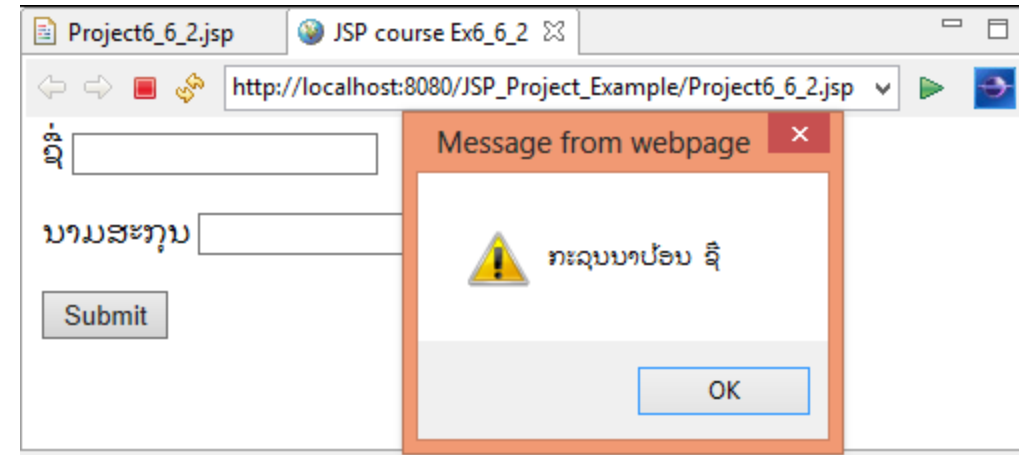 Project6_6_2.jsp
JSP course Ex6_6_2
http://localhost:8080/JSP_Project_Example/Project6_6_2.jsp
ຊື່
Message from webpage
ນາມສະກຸນ
ກະລຸນນາປ້ອນ ຊື່
Submit
OK